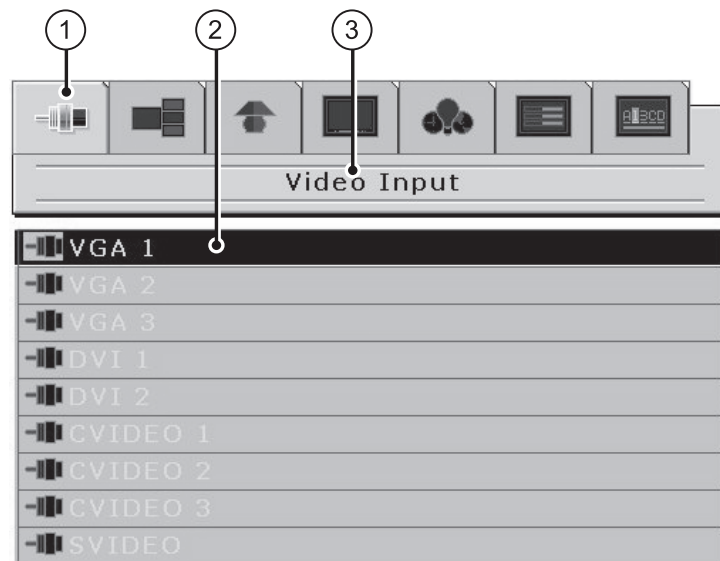 1 2 3
ABCD
Video Input
VGA 1
VGA 2
VGA 3
DVI 1
DVI 2
CVIDEO 1
CVIDEO 2
CVIDEO 3
SVIDEO